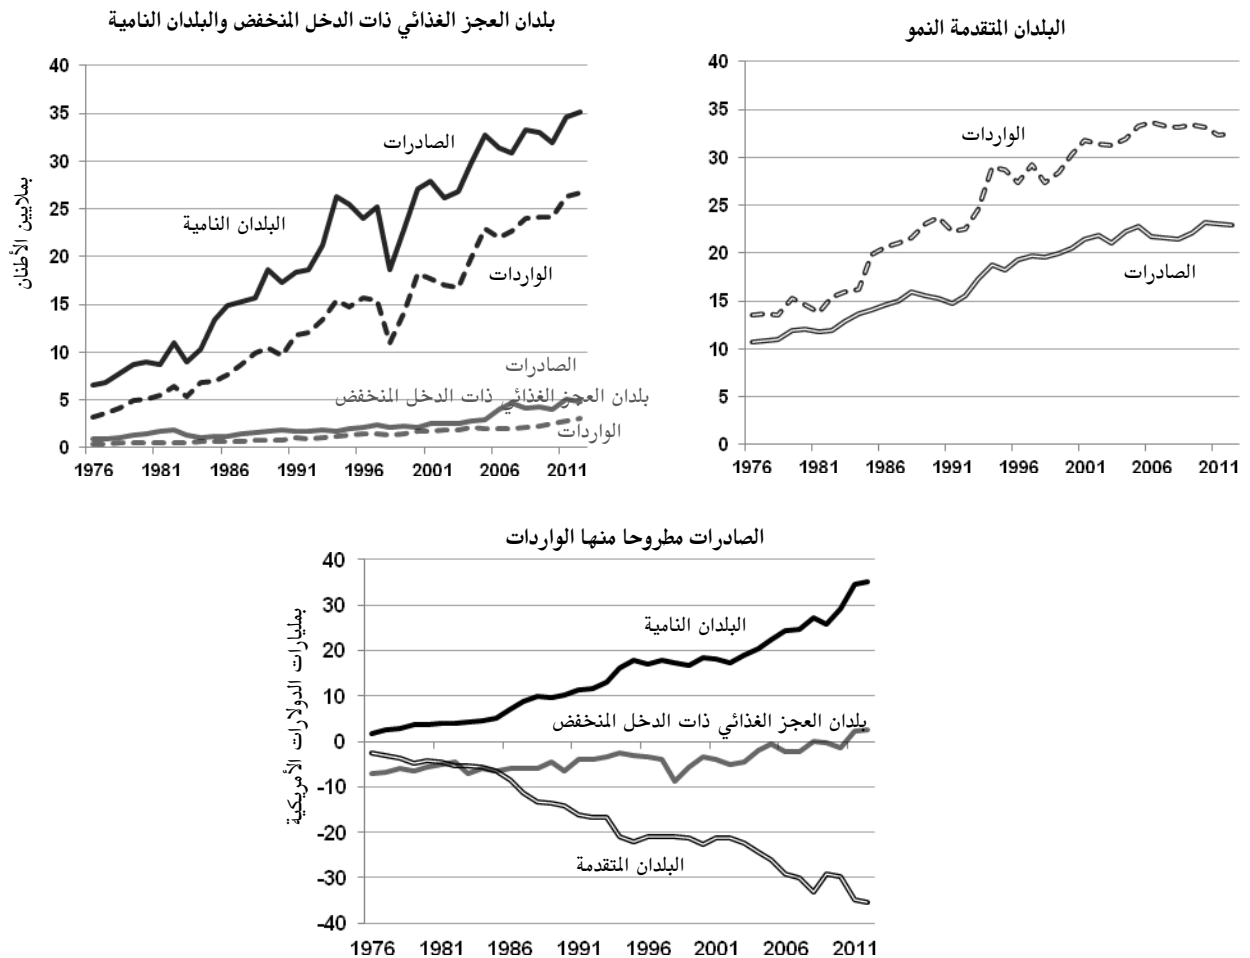 بلدان العجز الغذائي ذات الدخل المنخفض والبلدان النامية
بملايين الأطنان
40
35
30
25
20
15
10
5
0
الصادرات
البلدان النامية
الواردات
الصادرات
بلدان العجز الغذائي ذات الدخل المنخفض
الواردات
1976 1981 1986 1991 1996 2001 2006 2011
البلدان المتقدمة النمو
40
35
30
25
20
15
10
5
0
الواردات
الصادرات
1976 1981 1986 1991 1996 2001 2006 2011
الصادرات مطروحا منها الواردات
بمليارات الدولارات الأمريكية
40
30
20
10
0
-10
-20
-30
-40
البلدان النامية
بلدان العجز الغذائي ذات الدخل المنخفض
البلدان المتقدمة
1976 1981 1986 1991 1996 2001 2006 2011